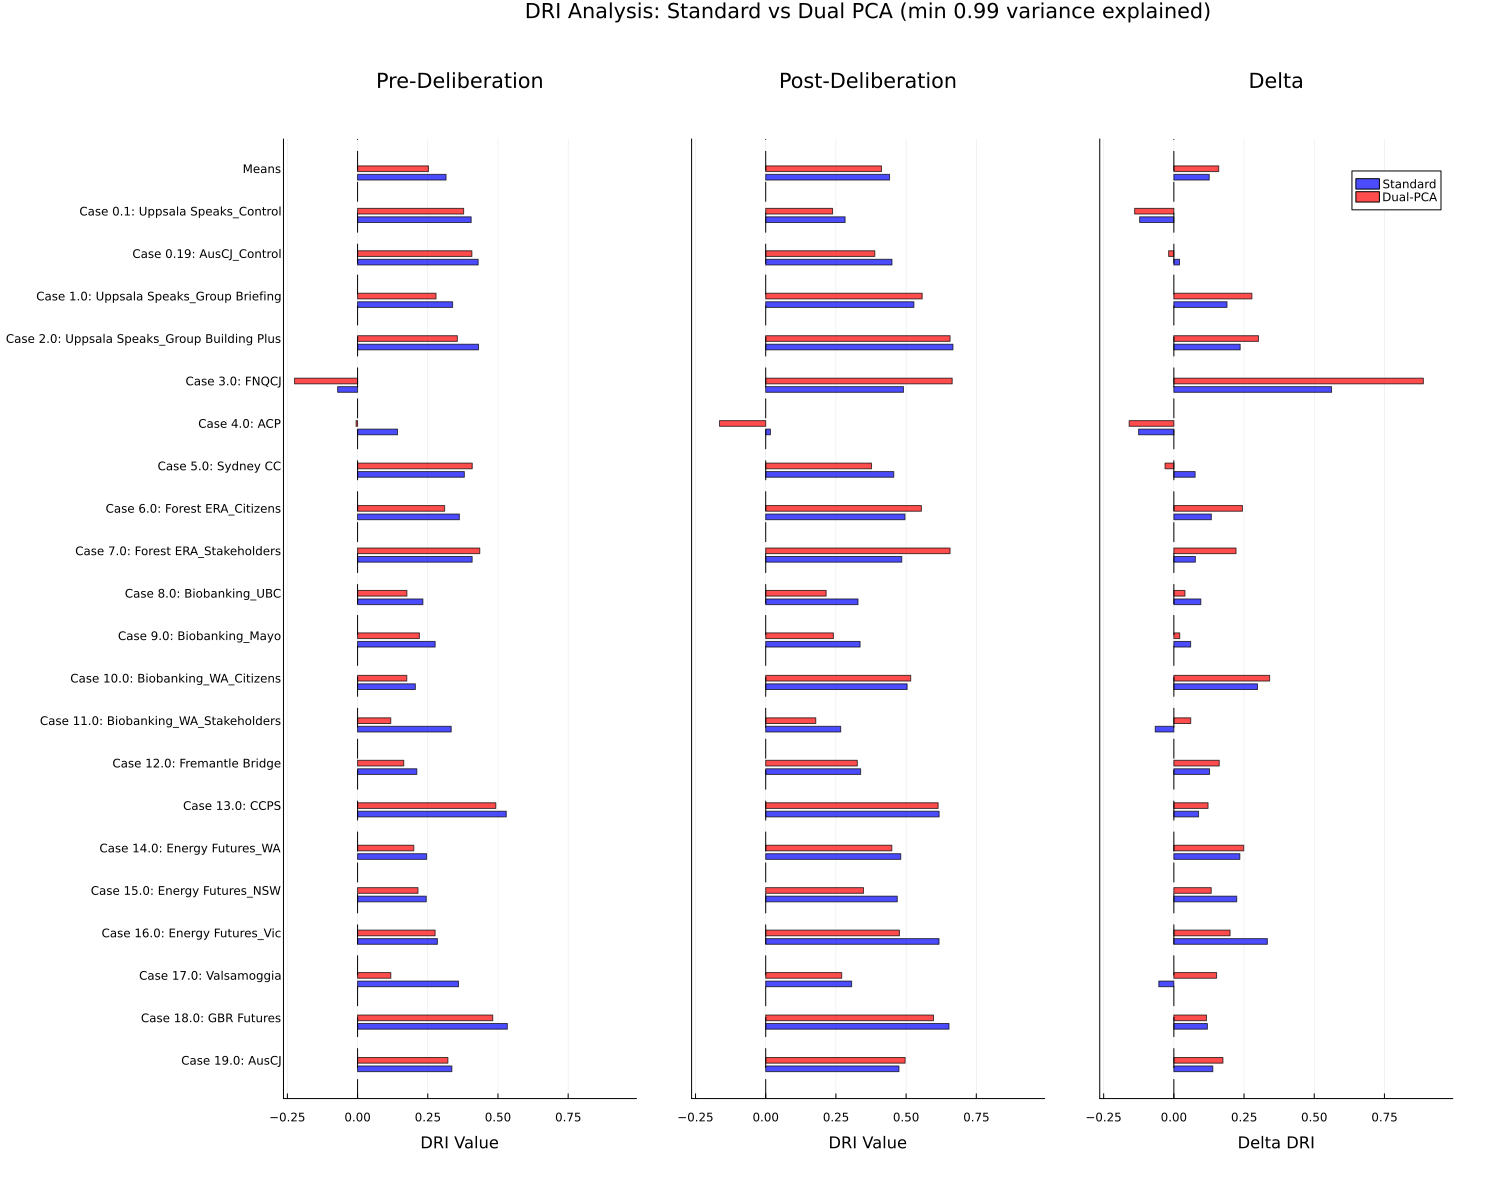 DRI Analysis: Standard vs Dual PCA (min 0.99 variance explained)
Pre-Deliberation
Post-Deliberation
Delta
Means
Case 0.1: Uppsala Speaks_Control
Case 0.19: AusCJ_Control
Case 1.0: Uppsala Speaks_Group Briefing
Case 2.0: Uppsala Speaks_Group Building Plus
Case 3.0: FNQCJ
Case 4.0: ACP
Case 5.0: Sydney CC
Case 6.0: Forest ERA_Citizens
Case 7.0: Forest ERA_Stakeholders
Case 8.0: Biobanking_UBC
Case 9.0: Biobanking_Mayo
Case 10.0: Biobanking_WA_Citizens
Case 11.0: Biobanking_WA_Stakeholders
Case 12.0: Fremantle Bridge
Case 13.0: CCPS
Case 14.0: Energy Futures_WA
Case 15.0: Energy Futures_NSW
Case 16.0: Energy Futures_Vic
Case 17.0: Valsamoggia
Case 18.0: GBR Futures
Case 19.0: AusCJ
−0.25 0.00 0.25 0.50 0.75
DRI Value
−0.25 0.00 0.25 0.50 0.75
DRI Value
Standard
Dual-PCA
−0.25 0.00 0.25 0.50 0.75
Delta DRI